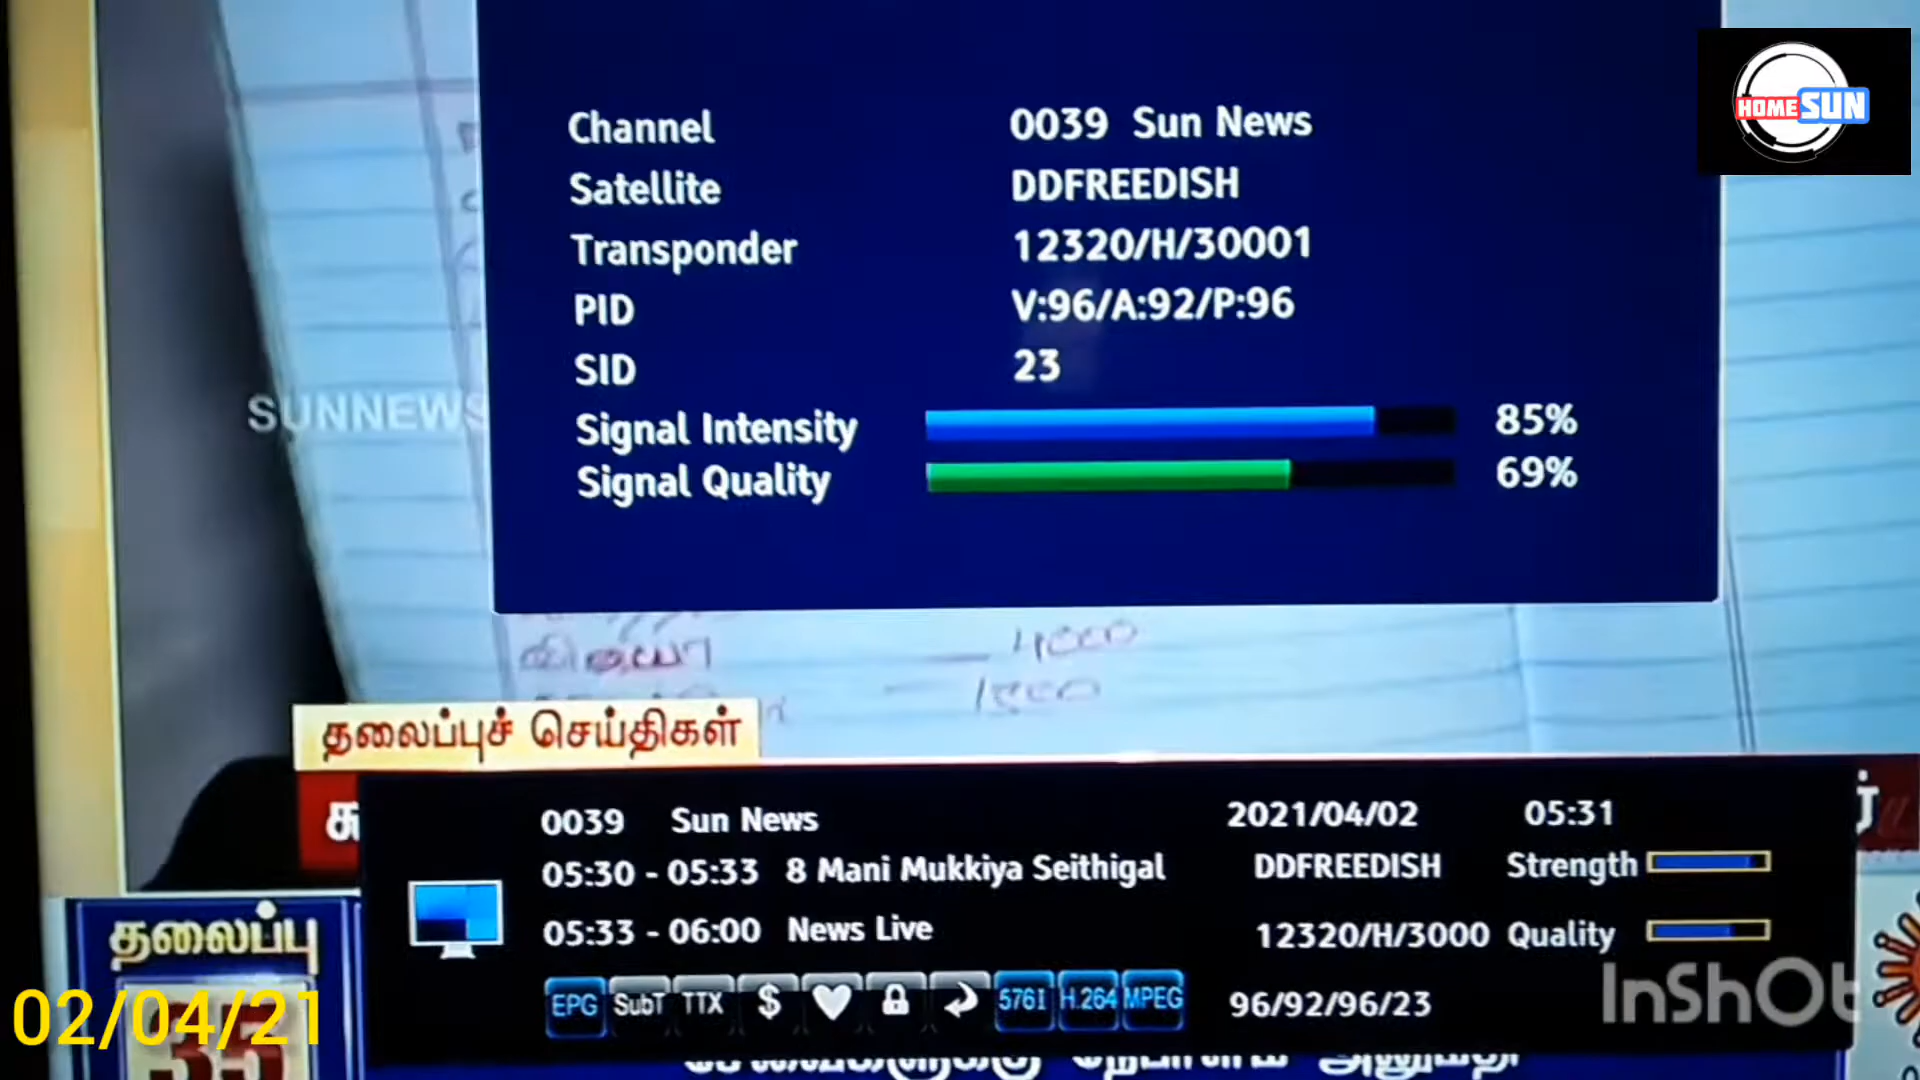 HOME SUN
Channel 0039 Sun News
Satellite DDFREEDISH
Transponder 12320/H/30001
PID V:96/A:92/P:96
SID 23
SUNNEWS
Signal Intensity 85%
Signal Quality 69%
4000
தலைப்புச் செய்திகள்
0039 Sun News 2021/04/02 05:31
05:30 - 05:33 8 Mani Mukkiya Seithigal DDFREEDISH Strength
05:33 - 06:00 News Live 12320/H/3000 Quality
தலைப்பு
EPG SubT TTX $ 576I H.264 MPEG 96/92/96/23
InShOt
02/04/21
35